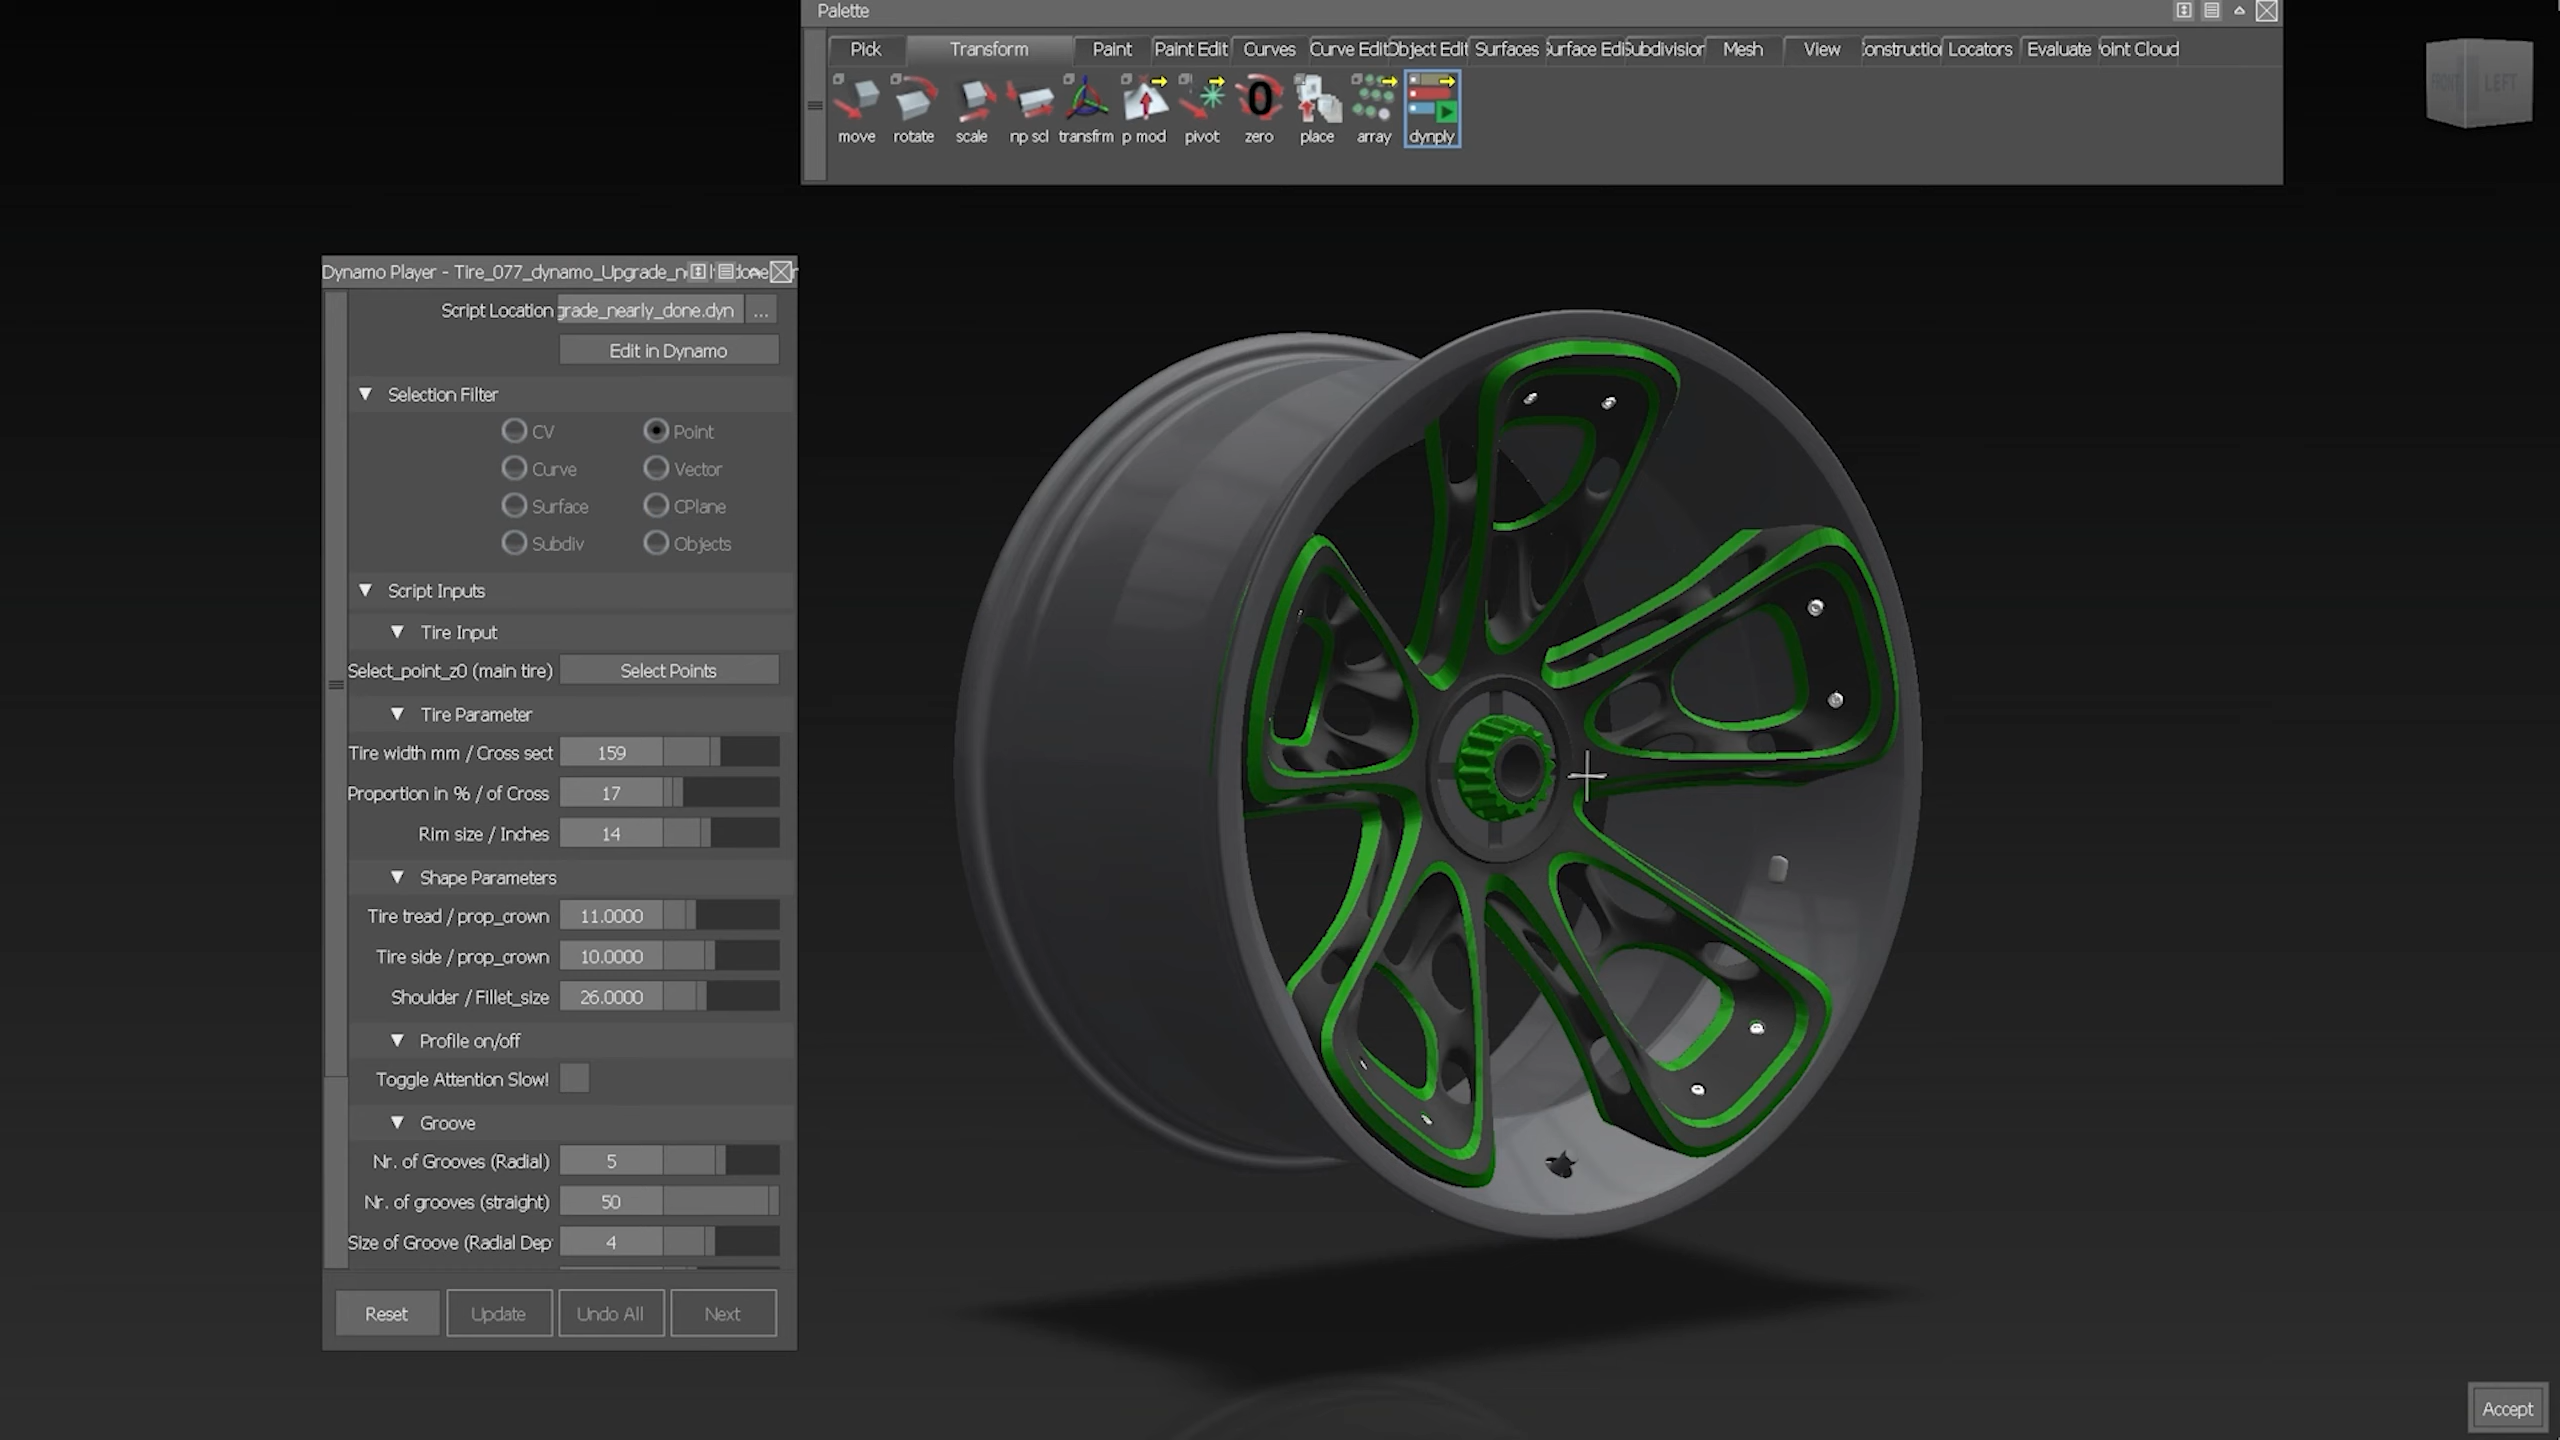 Palette
Pick Transform Paint Paint Edit Curves Curve Edit Object Edit Surfaces Surface Edi Subdivision Mesh View Constructio Locators Evaluate oint Cloud
move rotate scale np scl transfrm p mod pivot zero place array dynply
FRONT LEFT
Dynamo Player - Tire_077_dynamo_Upgrade_n
Script Location grade_nearly_done.dyn ...
Edit in Dynamo
Selection Filter
CV Point
Curve Vector
Surface CPlane
Subdiv Objects
Script Inputs
Tire Input
Select_point_z0 (main tire) Select Points
Tire Parameter
Tire width mm / Cross sect 159
Proportion in % / of Cross 17
Rim size / Inches 14
Shape Parameters
Tire tread / prop_crown 11.0000
Tire side / prop_crown 10.0000
Shoulder / Fillet_size 26.0000
Profile on/off
Toggle Attention Slow!
Groove
Nr. of Grooves (Radial) 5
Nr. of grooves (straight) 50
Size of Groove (Radial Dep 4
Reset Update Undo All Next
Accept